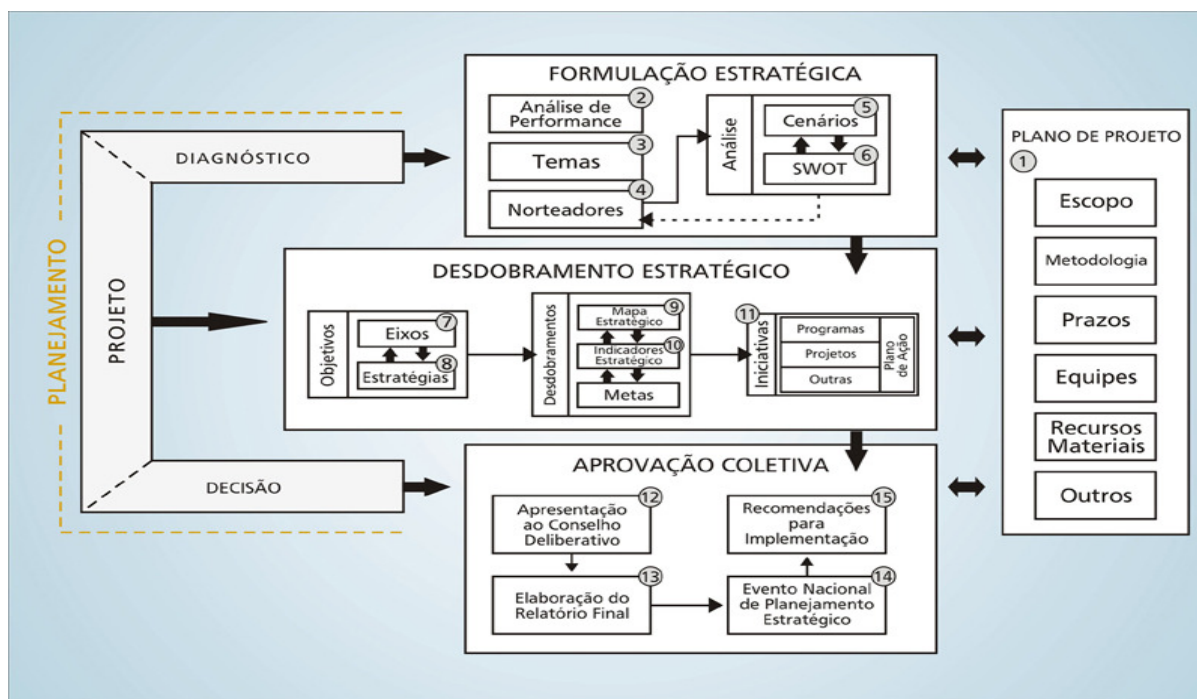 PLANEJAMENTO
PROJETO
DIAGNÓSTICO
DECISÃO
FORMULAÇÃO ESTRATÉGICA
2
Análise de
Performance
3
Temas
4
Norteadores
Análise
5
Cenários
6
SWOT
DESDOBRAMENTO ESTRATÉGICO
Objetivos
7
Eixos
8
Estratégias
Desdobramentos
9
Mapa
Estratégico
10
Indicadores
Estratégico
Metas
11
Iniciativas
Programas
Projetos
Outras
Plano
de Ação
APROVAÇÃO COLETIVA
12
Apresentação
ao Conselho
Deliberativo
13
Elaboração do
Relatório Final
14
Evento Nacional
de Planejamento
Estratégico
15
Recomendações
para
Implementação
PLANO DE PROJETO
1
Escopo
Metodologia
Prazos
Equipes
Recursos
Materiais
Outros